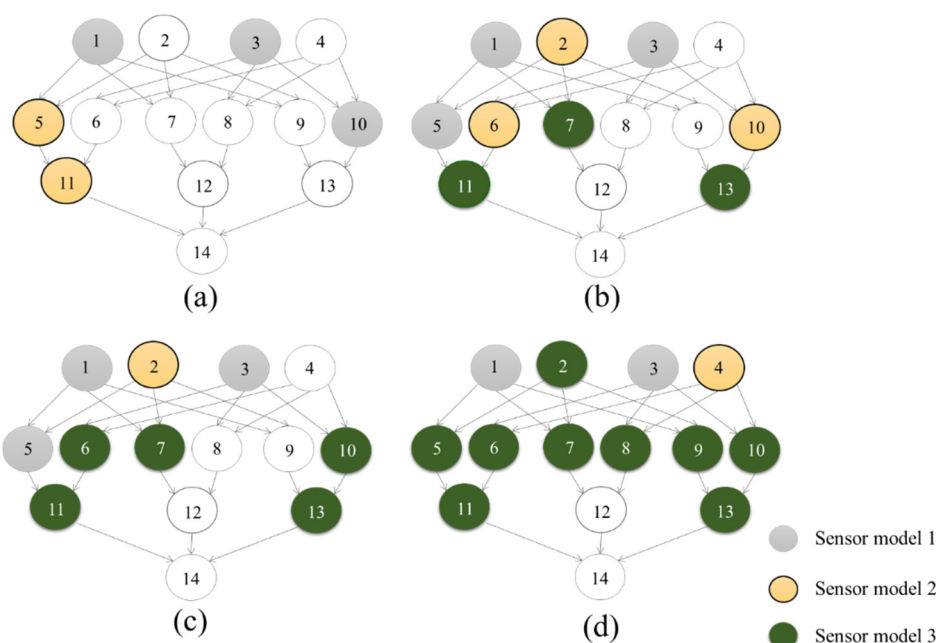 1 2 3 4
5 6 7 8 9 10
11 12 13
14
(a)
1 2 3 4
5 6 7 8 9 10
11 12 13
14
(b)
1 2 3 4
5 6 7 8 9 10
11 12 13
14
(c)
1 2 3 4
5 6 7 8 9 10
11 12 13
14
(d)
Sensor model 1
Sensor model 2
Sensor model 3